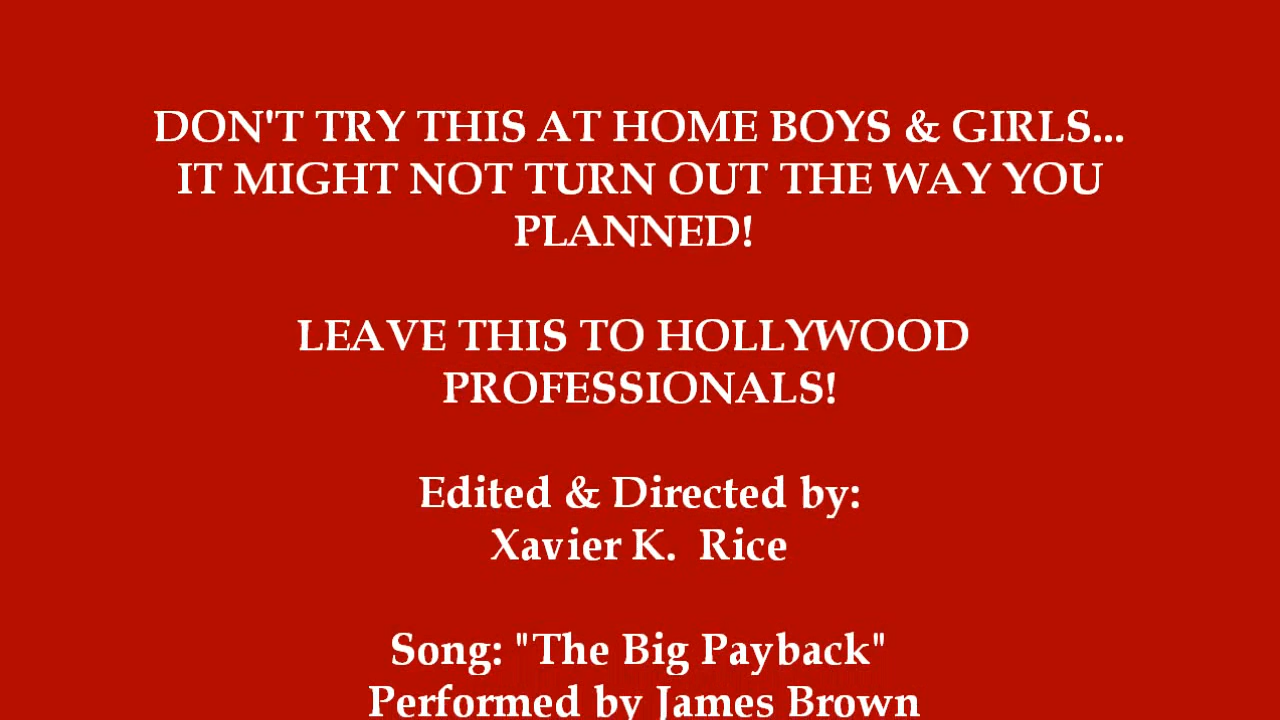 DON'T TRY THIS AT HOME BOYS & GIRLS...
IT MIGHT NOT TURN OUT THE WAY YOU
PLANNED!
LEAVE THIS TO HOLLYWOOD
PROFESSIONALS!
Edited & Directed by:
Xavier K.  Rice
Song: "The Big Payback"
Performed by James Brown